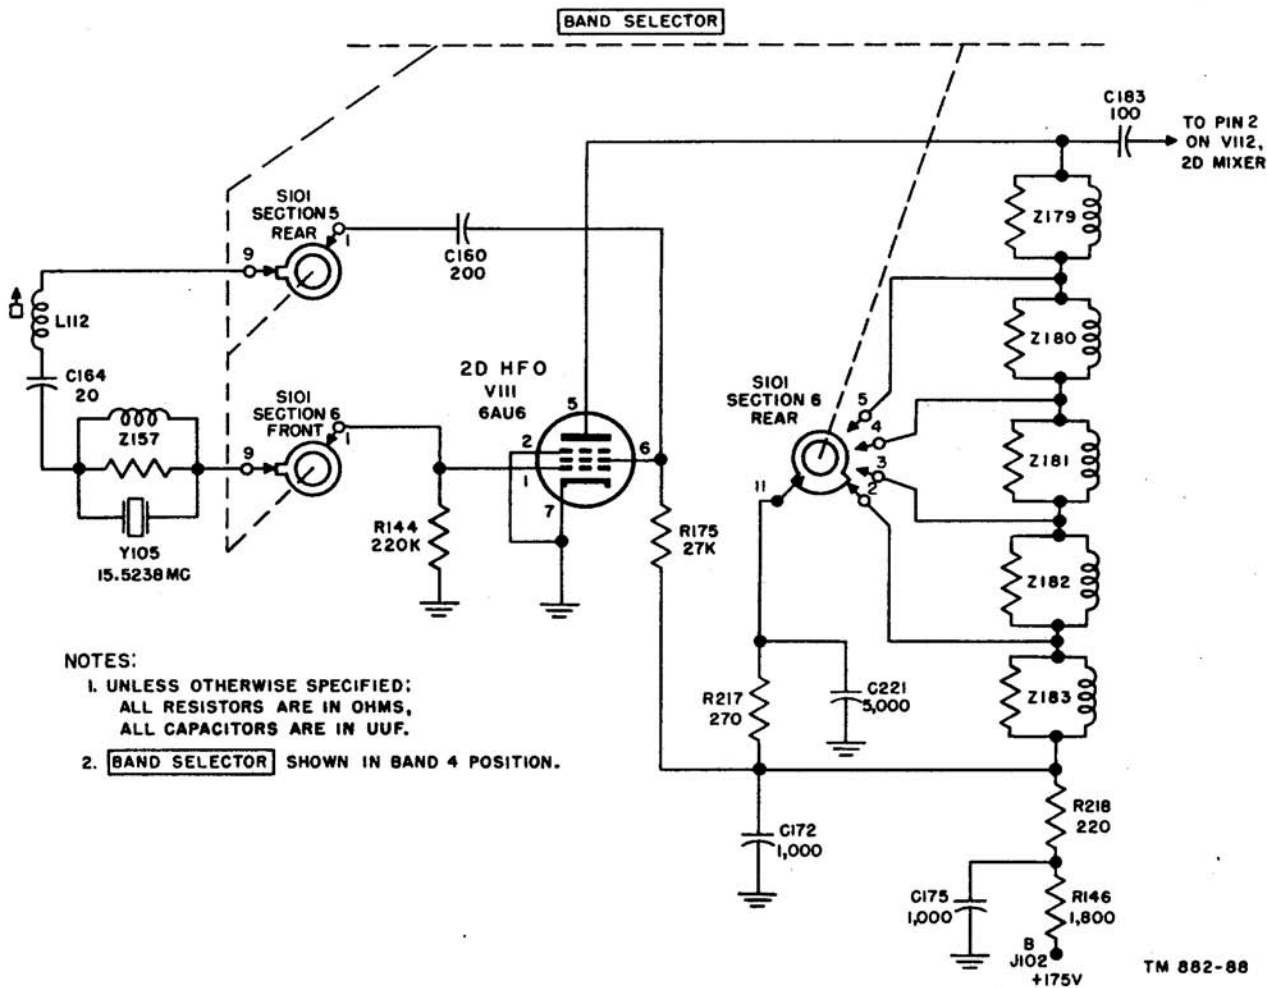 BAND SELECTOR
C183
100
TO PIN 2
ON V112,
2D MIXER
S101
SECTION 5
REAR
1
9
C160
200
Z179
L112
Z180
C164
20
2D HFO
V111
6AU6
S101
SECTION 6
REAR
5
4
3
2
11
S101
SECTION 6
FRONT
1
9
Z157
5
2
1
6
7
Z181
Y105
15.5238MC
R144
220K
R175
27K
Z182
NOTES:
1. UNLESS OTHERWISE SPECIFIED:
ALL RESISTORS ARE IN OHMS,
ALL CAPACITORS ARE IN UUF.
2. BAND SELECTOR SHOWN IN BAND 4 POSITION.
R217
270
C221
5,000
Z183
C172
1,000
R218
220
C175
1,000
R146
1,800
B
J102
+175V
TM 882-88